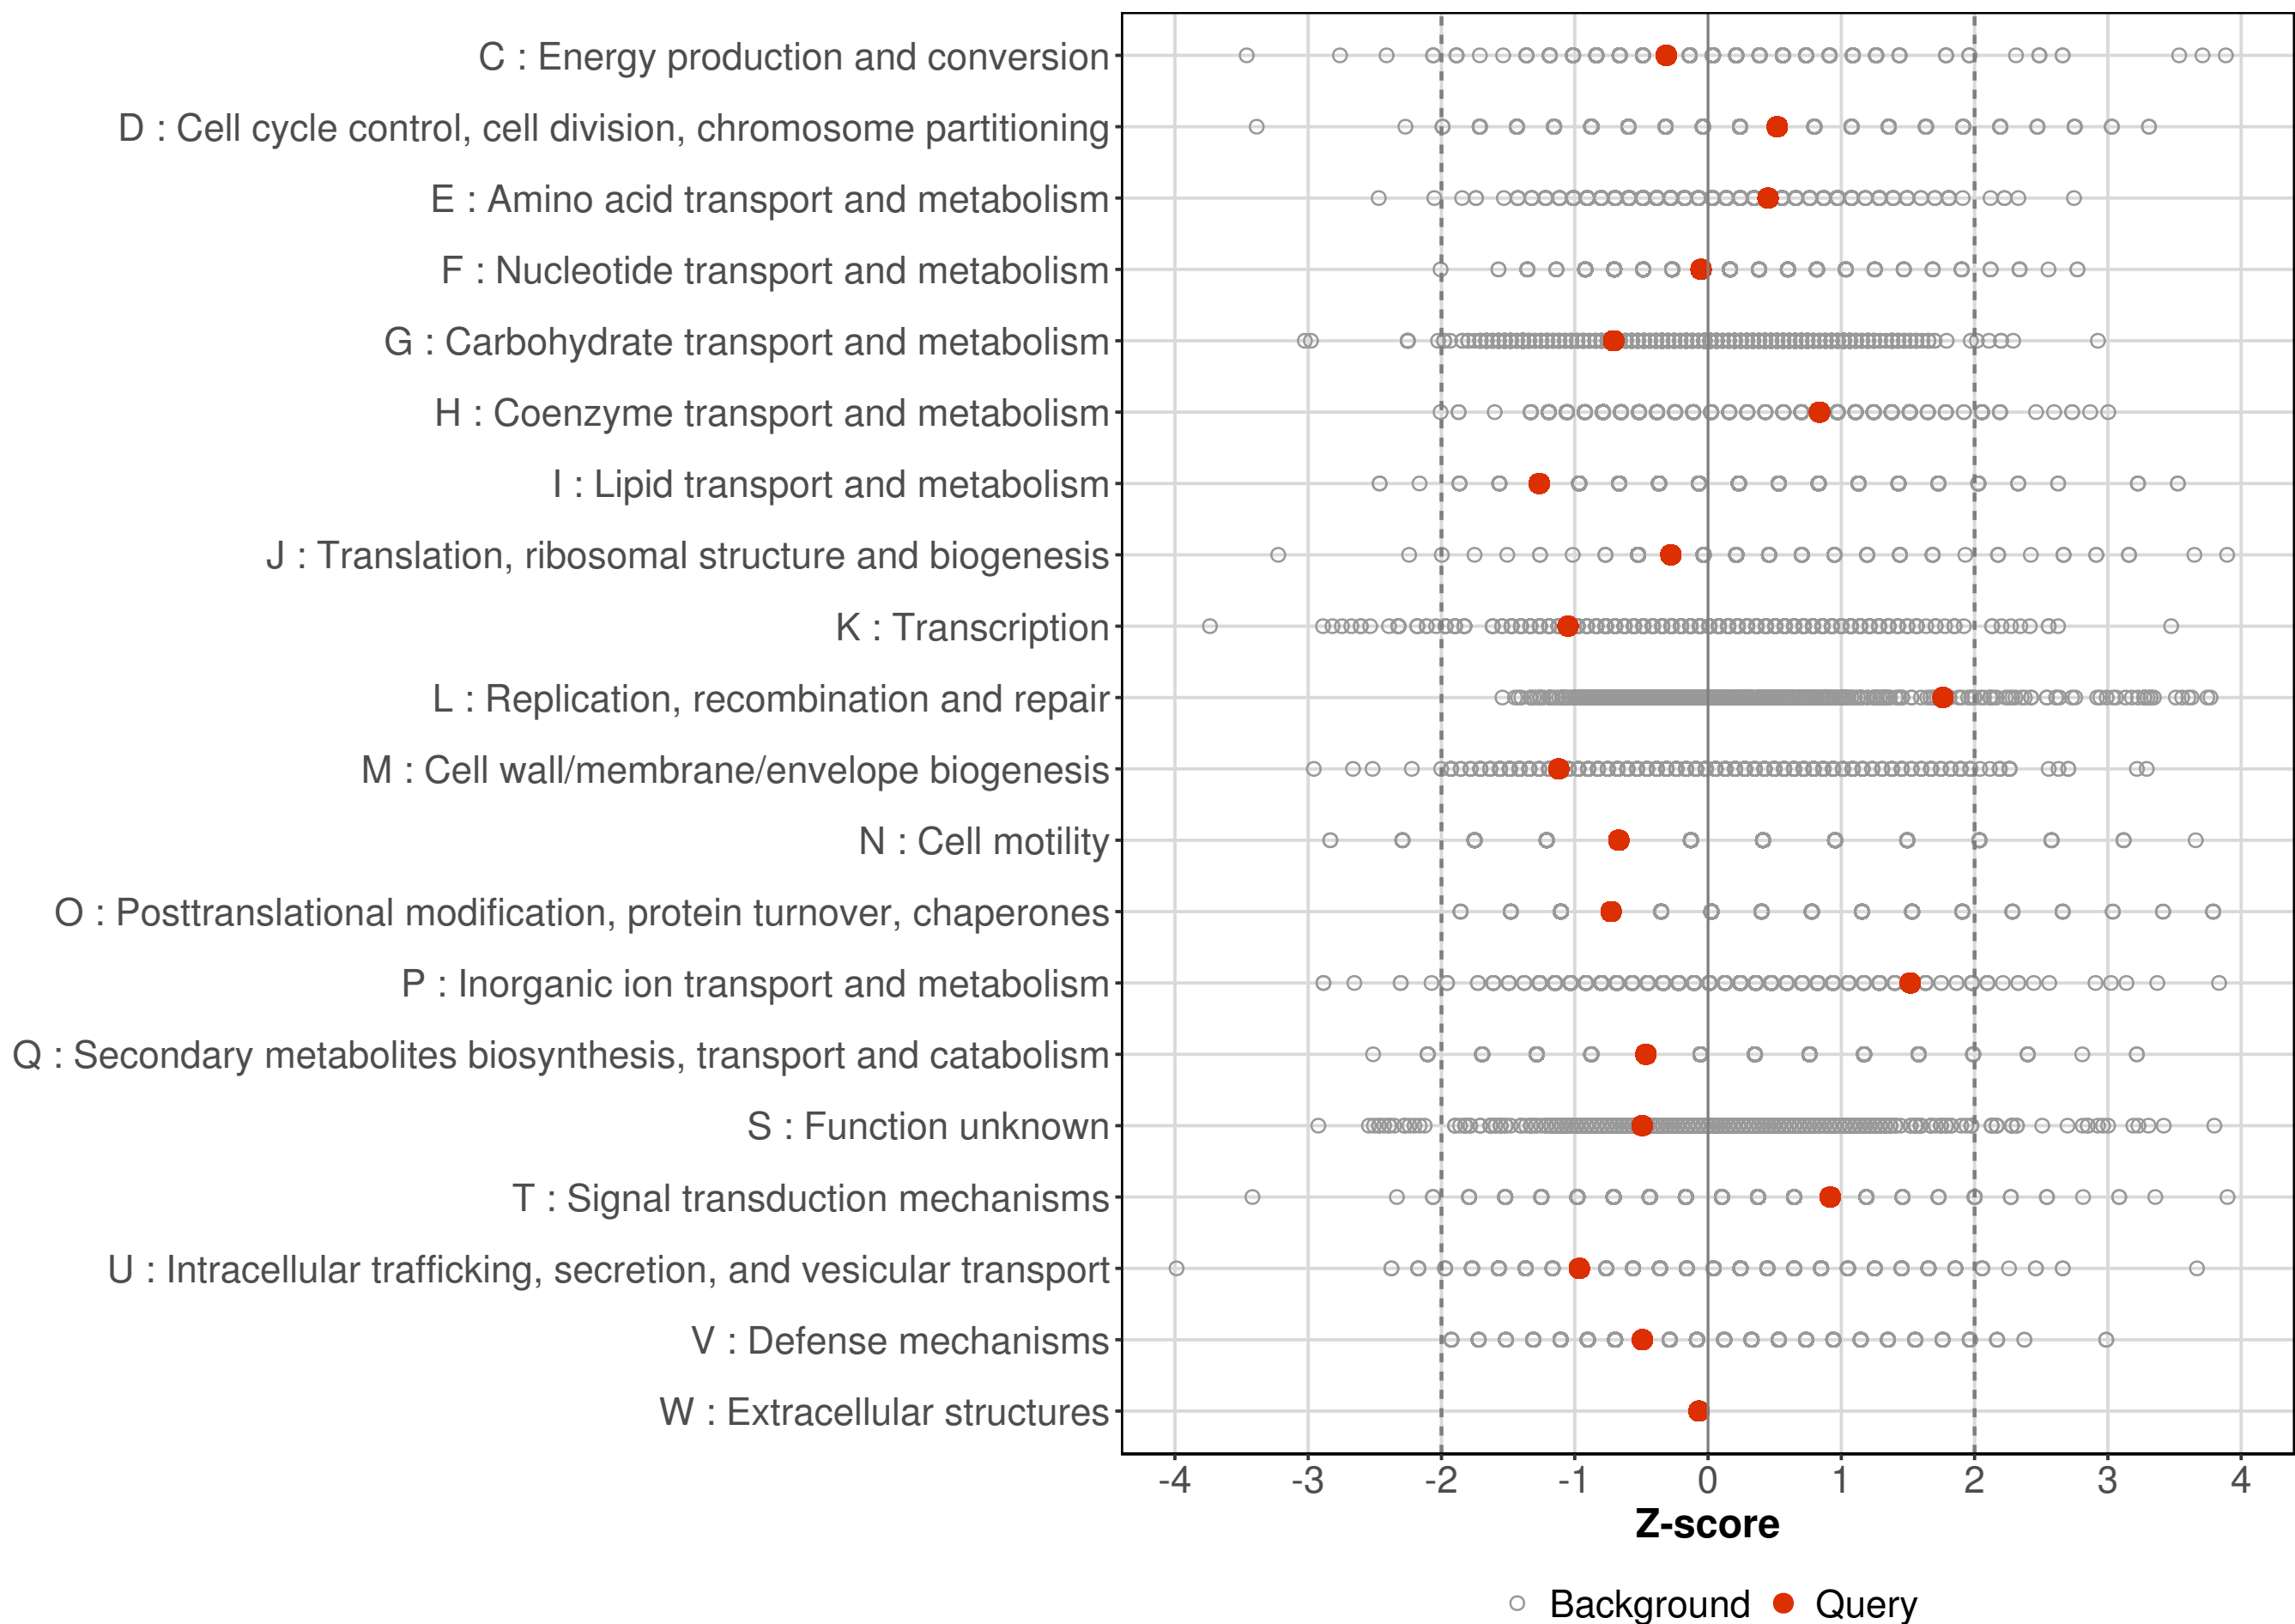 C : Energy production and conversion
D : Cell cycle control, cell division, chromosome partitioning
E : Amino acid transport and metabolism
F : Nucleotide transport and metabolism
G : Carbohydrate transport and metabolism
H : Coenzyme transport and metabolism
I : Lipid transport and metabolism
J : Translation, ribosomal structure and biogenesis
K : Transcription
L : Replication, recombination and repair
M : Cell wall/membrane/envelope biogenesis
N : Cell motility
O : Posttranslational modification, protein turnover, chaperones
P : Inorganic ion transport and metabolism
Q : Secondary metabolites biosynthesis, transport and catabolism
S : Function unknown
T : Signal transduction mechanisms
U : Intracellular trafficking, secretion, and vesicular transport
V : Defense mechanisms
W : Extracellular structures
-4 -3 -2 -1 0 1 2 3 4
Z-score
Background Query